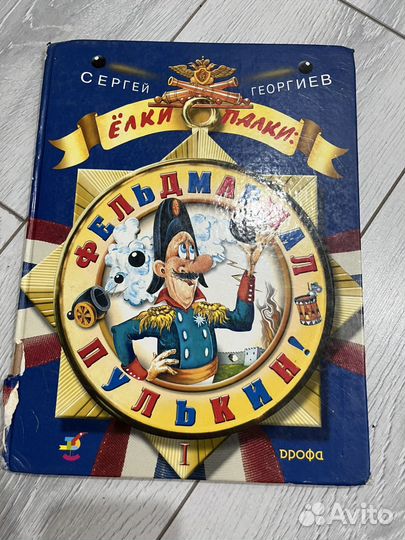 СЕРГЕЙ ГЕОРГИЕВ
ЁЛКИ ПАЛКИ:
ФЕЛЬДМАРШАЛ
ПУЛЬКИН!
I
дрофа
Avito